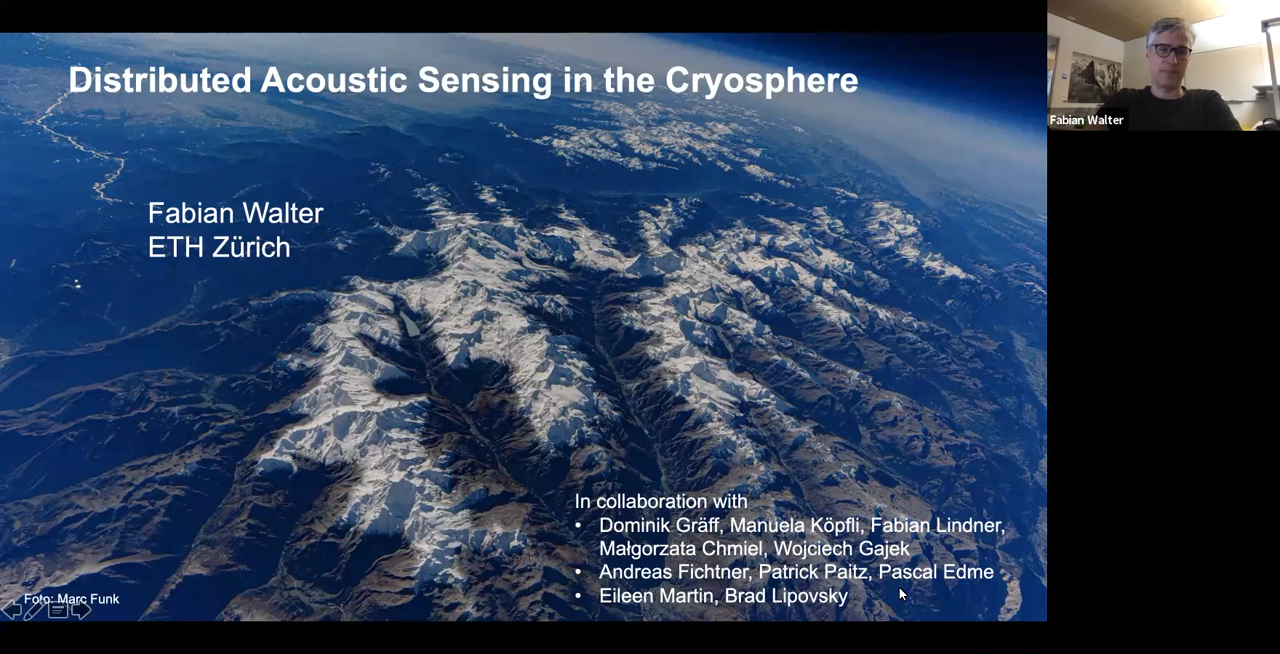 Distributed Acoustic Sensing in the Cryosphere
Fabian Walter
Fabian Walter
ETH Zürich
In collaboration with
• Dominik Gräff, Manuela Köpfli, Fabian Lindner,
Małgorzata Chmiel, Wojciech Gajek
• Andreas Fichtner, Patrick Paitz, Pascal Edme
• Eileen Martin, Brad Lipovsky
Foto: Marc Funk